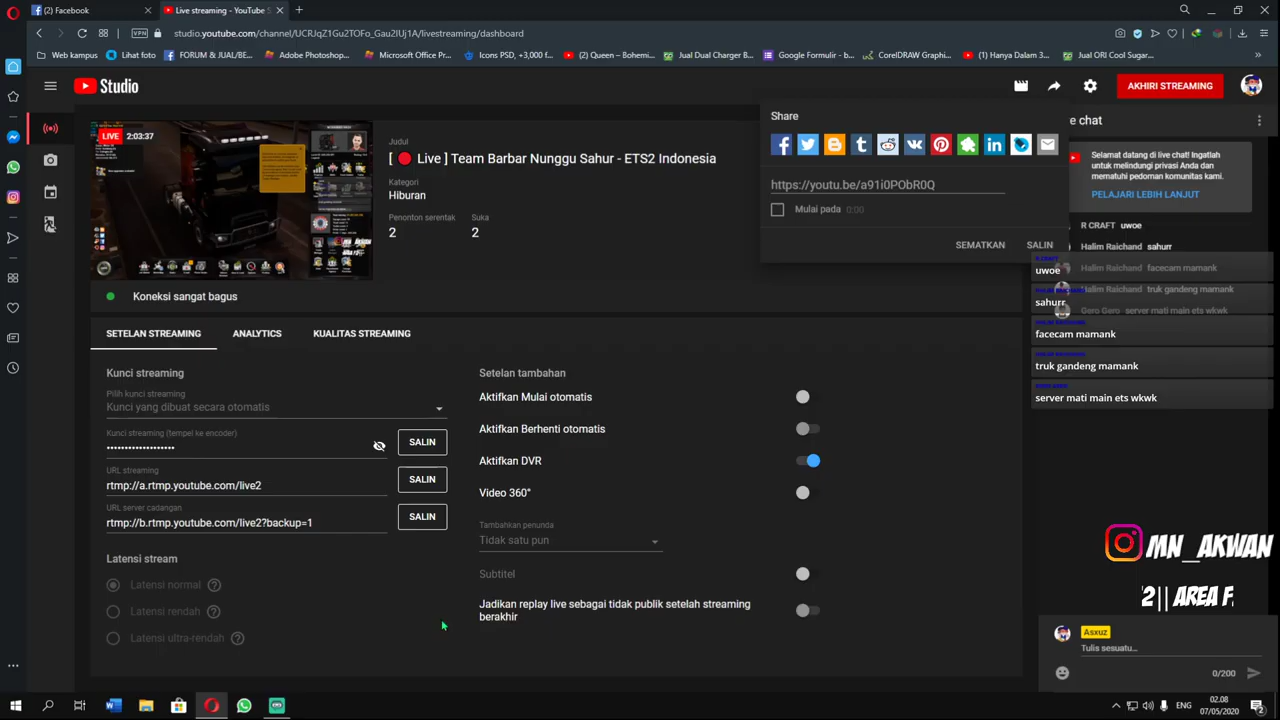 (2) Facebook
Live streaming - YouTube S
VPN
studio.youtube.com/channel/UCRJqZ1Gu2TOFo_Gau2IUj1A/livestreaming/dashboard
Web kampus
Lihat foto
FORUM & JUAL/BE...
Adobe Photoshop...
Microsoft Office Pr...
Icons PSD, +3,000 f...
(2) Queen – Bohemi...
Jual Dual Charger B...
Google Formulir - b...
CorelDRAW Graphi...
(1) Hanya Dalam 3...
Jual ORI Cool Sugar...
Studio
AKHIRI STREAMING
LIVE 2:03:37
Judul
[ 🔴 Live ] Team Barbar Nunggu Sahur - ETS2 Indonesia
Kategori
Hiburan
Penonton serentak
Suka
2
2
Koneksi sangat bagus
Share
https://youtu.be/a91i0PObR0Q
Mulai pada 0:00
SEMATKAN
SALIN
ve chat
Selamat datang di live chat! Ingatlah
untuk melindungi privasi Anda dan
mematuhi pedoman komunitas kami.
PELAJARI LEBIH LANJUT
R CRAFT uwoe
Halim Raichand sahurr
Halim Raichand facecam mamank
Halim Raichand truk gandeng mamank
Goro Gero server mati main ets wkwk
R CRAFT
uwoe
sahurr
facecam mamank
truk gandeng mamank
server mati main ets wkwk
SETELAN STREAMING
ANALYTICS
KUALITAS STREAMING
Kunci streaming
Pilih kunci streaming
Kunci yang dibuat secara otomatis
Kunci streaming (tempel ke encoder)
••••••••••••••••••••
SALIN
URL streaming
rtmp://a.rtmp.youtube.com/live2
SALIN
URL server cadangan
rtmp://b.rtmp.youtube.com/live2?backup=1
SALIN
Latensi stream
Latensi normal
Latensi rendah
Latensi ultra-rendah
Setelan tambahan
Aktifkan Mulai otomatis
Aktifkan Berhenti otomatis
Aktifkan DVR
Video 360°
Tambahkan penunda
Tidak satu pun
Subtitel
Jadikan replay live sebagai tidak publik setelah streaming
berakhir
MN_AKWAN
2 || AREA F
Asxuz
Tulis sesuatu...
0/200
ENG
02.08
07/05/2020